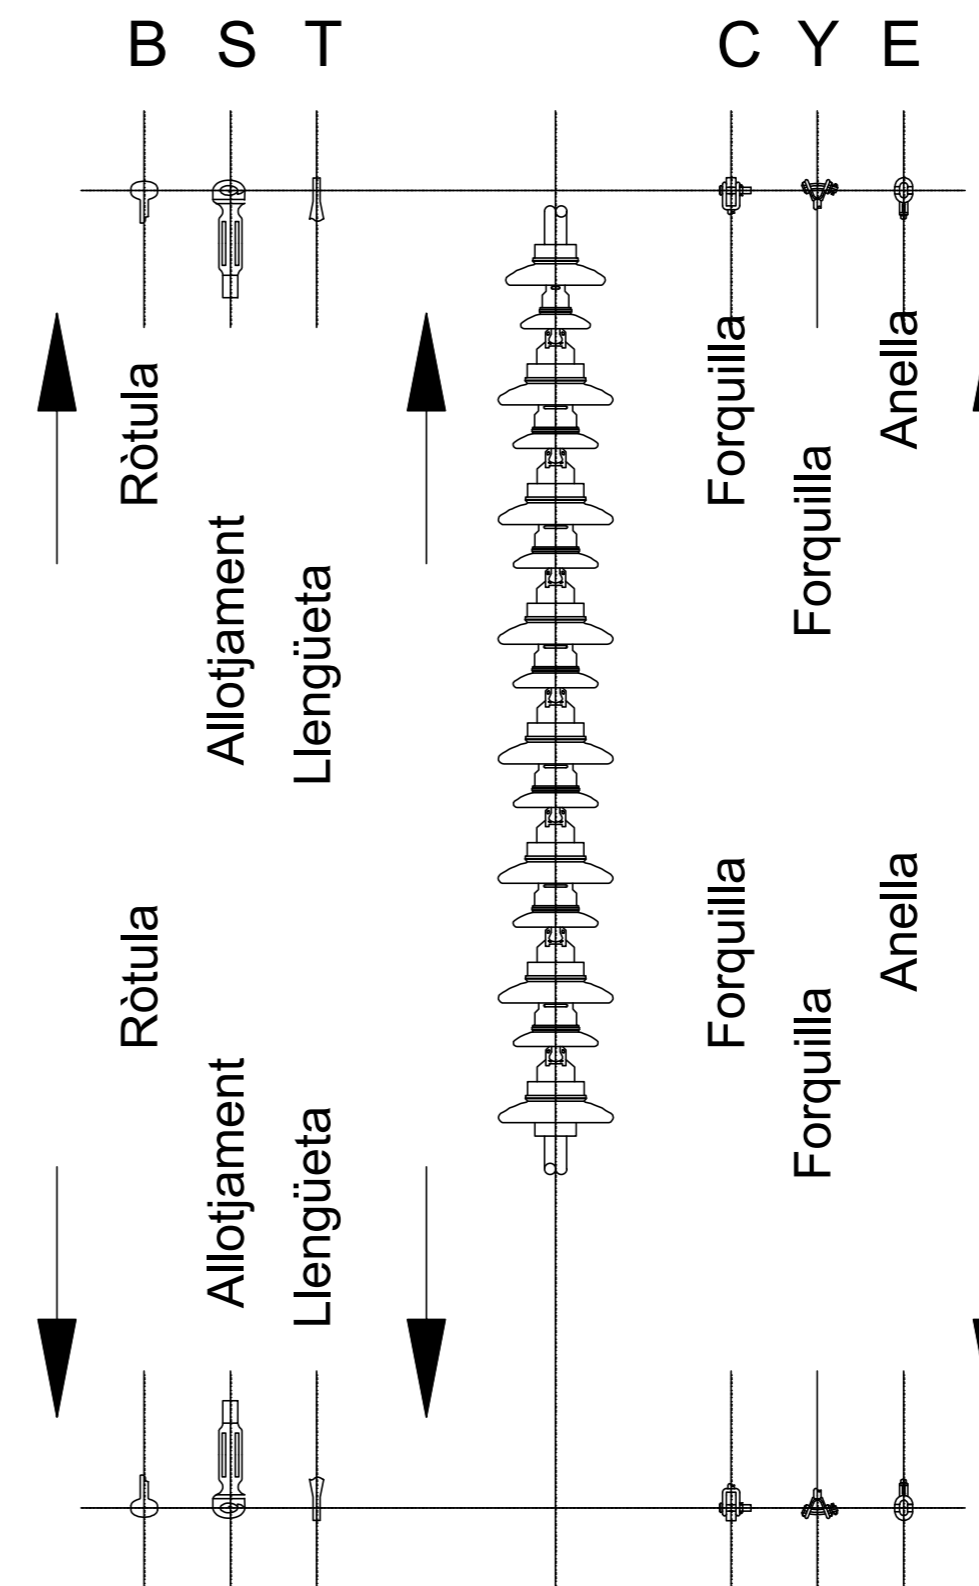 B S T C Y E
Ròtula
Allotjament
Llengüeta
Forquilla
Forquilla
Anella
Ròtula
Allotjament
Llengüeta
Forquilla
Forquilla
Anella